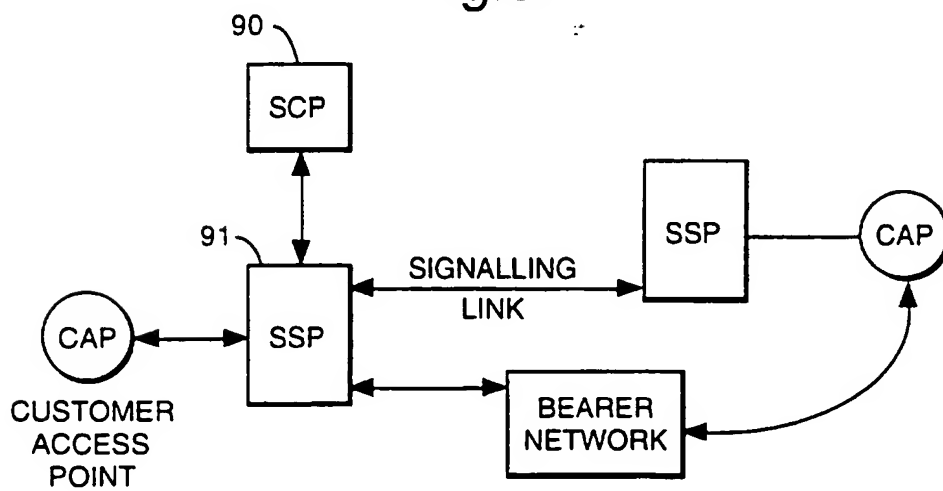 90
SCP
91
SSP
SIGNALLING
LINK
SSP
CAP
CAP
CUSTOMER
ACCESS
POINT
BEARER
NETWORK